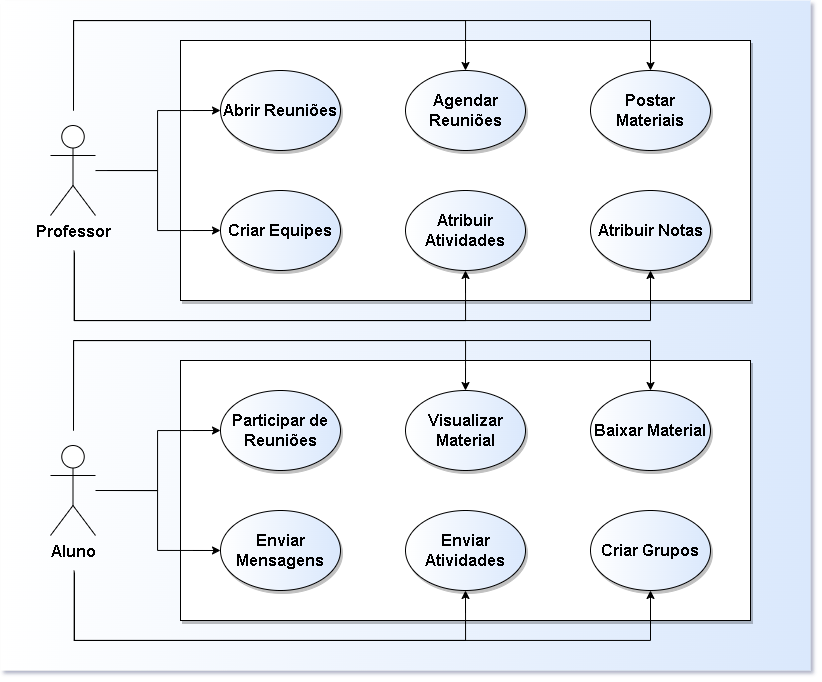 Abrir Reuniões
Agendar
Reuniões
Postar
Materiais
Professor
Criar Equipes
Atribuir
Atividades
Atribuir Notas
Participar de
Reuniões
Visualizar
Material
Baixar Material
Aluno
Enviar
Mensagens
Enviar
Atividades
Criar Grupos